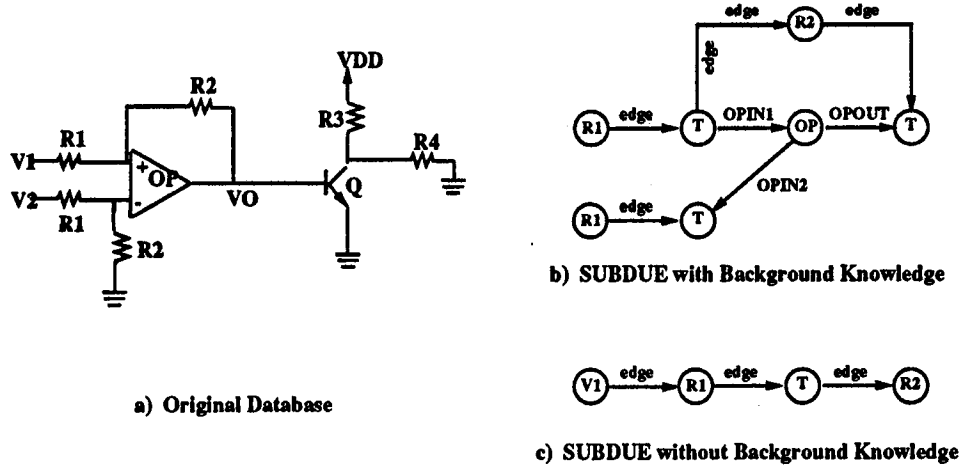 VDD
R2
R3
R1
R4
V1
+
OP
Q
V2
-
VO
R1
R2
a) Original Database
edge
R2
edge
edge
OPIN1
OPOUT
R1
edge
T
OP
T
OPIN2
R1
edge
T
b) SUBDUE with Background Knowledge
V1
edge
R1
edge
T
edge
R2
c) SUBDUE without Background Knowledge